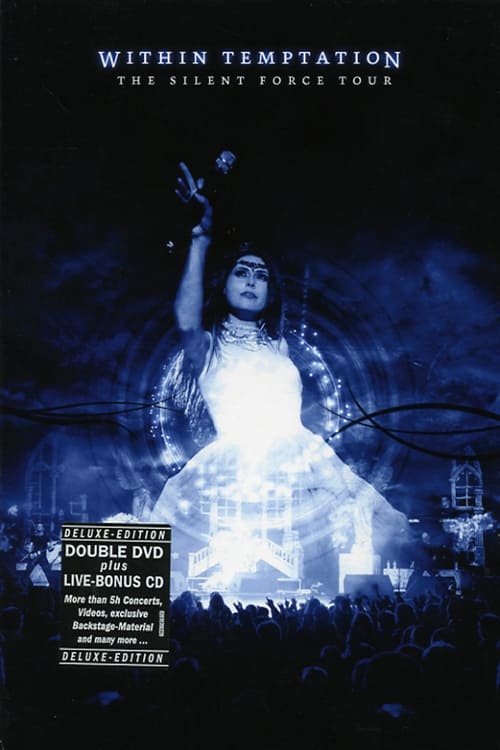 WITHIN TEMPTATION
THE SILENT FORCE TOUR
DELUXE-EDITION
DOUBLE DVD
plus
LIVE-BONUS CD
More than 5h Concerts,
Videos, exclusive
Backstage-Material
and many more ...
DELUXE-EDITION